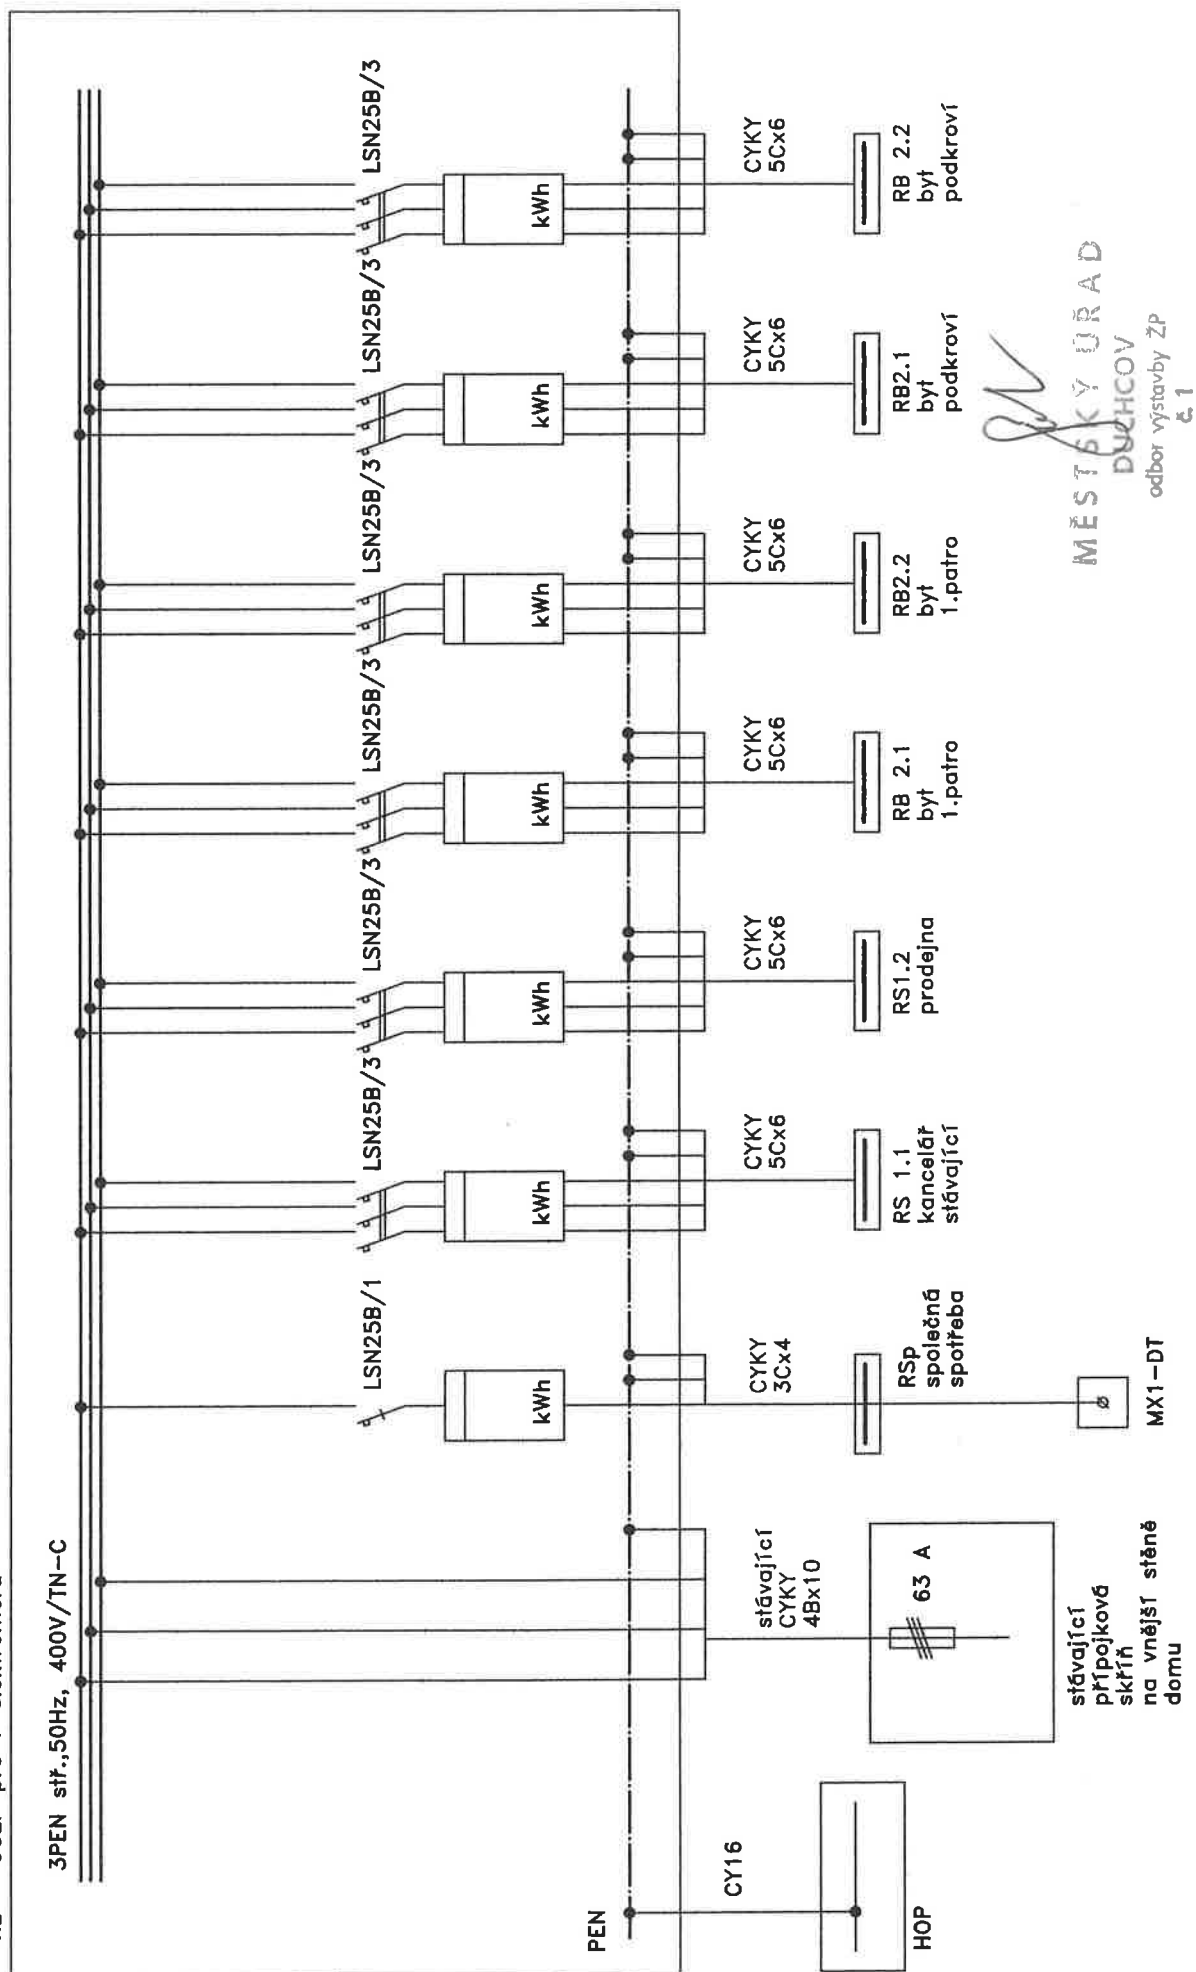 3PEN stř.,50Hz, 400V/TN-C
LSN25B/1
LSN25B/3
LSN25B/3
LSN25B/3
LSN25B/3
LSN25B/3
LSN25B/3
kWh
kWh
kWh
kWh
kWh
kWh
kWh
PEN
CY16
HOP
stávající
CYKY
4Bx10
63 A
stávající
přípojková
skříň
na vnější stěně
domu
CYKY
3Cx4
RSp
společná
spotřeba
MX1-DT
CYKY
5Cx6
RS 1.1
kancelář
stávající
CYKY
5Cx6
RS1.2
prodejna
CYKY
5Cx6
RB 2.1
byt
1.patro
CYKY
5Cx6
RB2.2
byt
1.patro
CYKY
5Cx6
RB2.1
byt
podkroví
CYKY
5Cx6
RB 2.2
byt
podkroví
MĚSTSKÝ ÚŘAD
DUCHCOV
odbor výstavby ŽP
č. 1